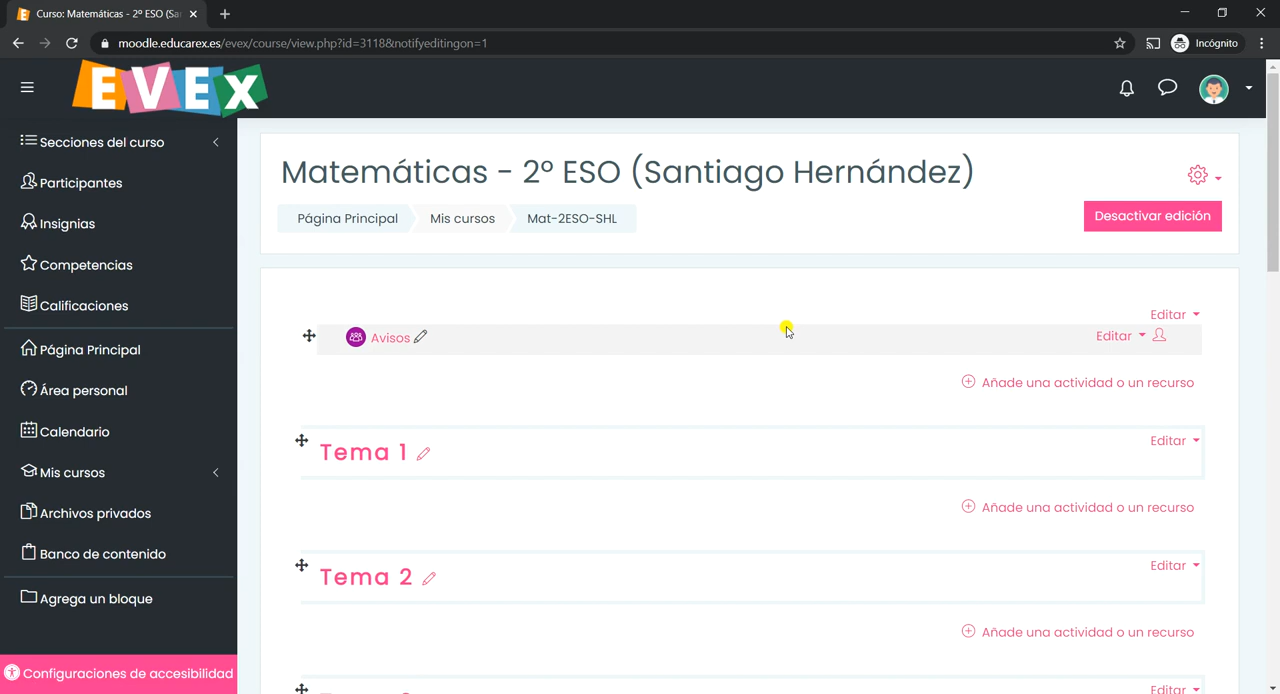 Curso: Matemáticas - 2º ESO (Sa
moodle.educarex.es/evex/course/view.php?id=3118&notifyeditingon=1
Incógnito
EVEX
Secciones del curso
Participantes
Insignias
Competencias
Calificaciones
Página Principal
Área personal
Calendario
Mis cursos
Archivos privados
Banco de contenido
Agrega un bloque
Configuraciones de accesibilidad
Matemáticas - 2º ESO (Santiago Hernández)
Página Principal
Mis cursos
Mat-2ESO-SHL
Desactivar edición
Editar
Avisos
Editar
Añade una actividad o un recurso
Tema 1
Editar
Añade una actividad o un recurso
Tema 2
Editar
Añade una actividad o un recurso
Editar